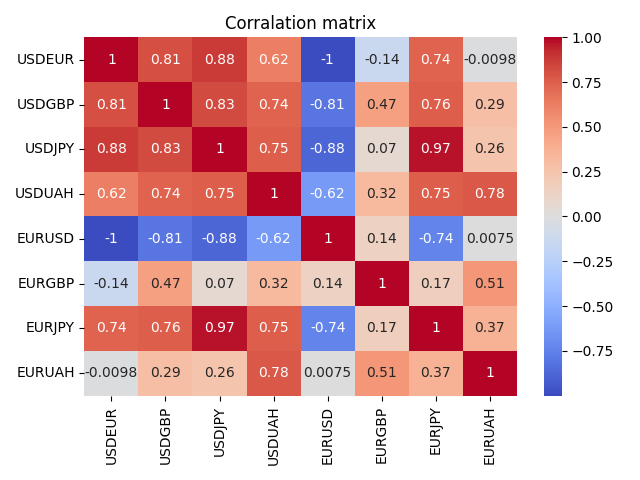 Corralation matrix
USDEUR 1 0.81 0.88 0.62 -1 -0.14 0.74 -0.0098
USDGBP 0.81 1 0.83 0.74 -0.81 0.47 0.76 0.29
USDJPY 0.88 0.83 1 0.75 -0.88 0.07 0.97 0.26
USDUAH 0.62 0.74 0.75 1 -0.62 0.32 0.75 0.78
EURUSD -1 -0.81 -0.88 -0.62 1 0.14 -0.74 0.0075
EURGBP -0.14 0.47 0.07 0.32 0.14 1 0.17 0.51
EURJPY 0.74 0.76 0.97 0.75 -0.74 0.17 1 0.37
EURUAH -0.0098 0.29 0.26 0.78 0.0075 0.51 0.37 1
USDEUR USDGBP USDJPY USDUAH EURUSD EURGBP EURJPY EURUAH
1.00
0.75
0.50
0.25
0.00
−0.25
−0.50
−0.75